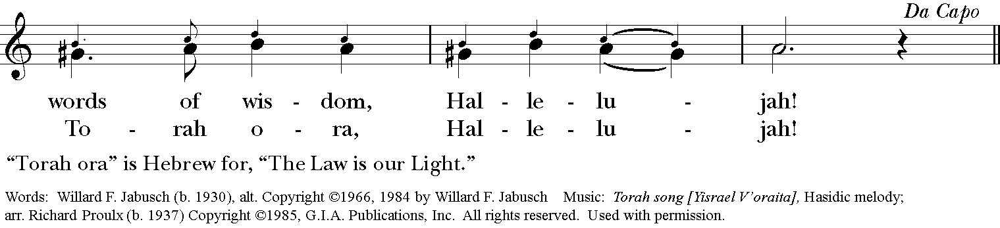 Da Capo
words of wis - dom, Hal - le - lu - jah!
To - rah o - ra, Hal - le - lu - jah!
“Torah ora” is Hebrew for, “The Law is our Light.”
Words: Willard F. Jabusch (b. 1930), alt. Copyright ©1966, 1984 by Willard F. Jabusch Music: Torah song [Yisrael V’oraita], Hasidic melody;
arr. Richard Proulx (b. 1937) Copyright ©1985, G.I.A. Publications, Inc. All rights reserved. Used with permission.